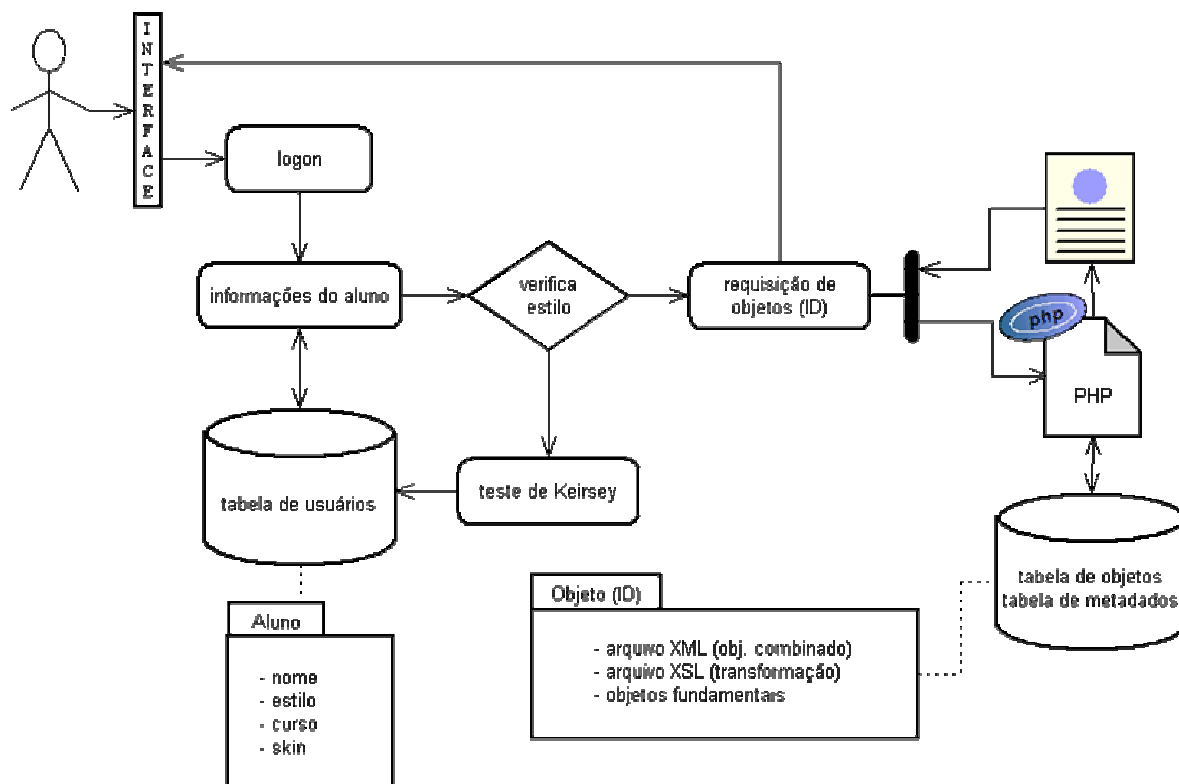 INTERFACE
logon
informações do aluno
verifica
estilo
requisição de
objetos (ID)
php
PHP
tabela de usuários
teste de Keirsey
tabela de objetos
tabela de metadados
Objeto (ID)
- arquivo XML (obj. combinado)
- arquivo XSL (transformação)
- objetos fundamentais
Aluno
- nome
- estilo
- curso
- skin